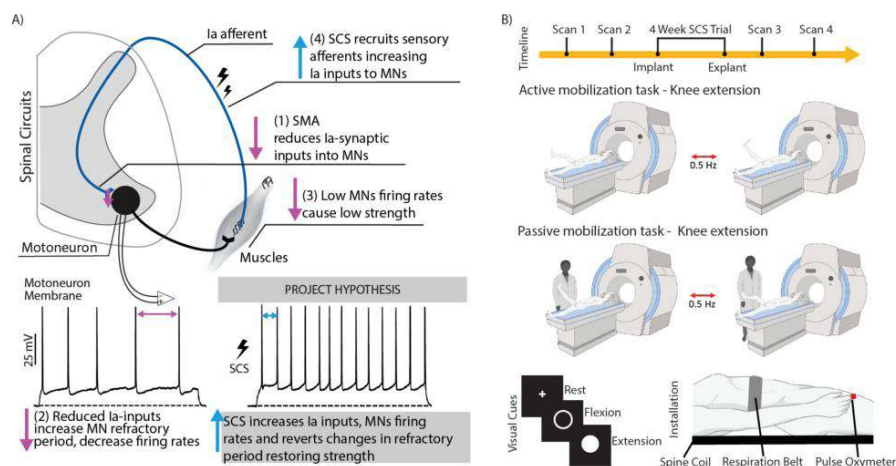 A)
Spinal Circuits
Ia afferent
(4) SCS recruits sensory
afferents increasing
Ia inputs to MNs
(1) SMA
reduces Ia-synaptic
inputs into MNs
(3) Low MNs firing rates
cause low strength
Motoneuron
Muscles
Motoneuron
Membrane
25 mV
PROJECT HYPOTHESIS
SCS
(2) Reduced Ia-inputs
increase MN refractory
period, decrease firing rates
SCS increases Ia inputs, MNs firing
rates and reverts changes in refractory
period restoring strength
B)
Timeline
Scan 1
Scan 2
4 Week SCS Trial
Scan 3
Scan 4
Implant
Explant
Active mobilization task - Knee extension
0.5 Hz
Passive mobilization task - Knee extension
0.5 Hz
Visual Cues
Rest
Flexion
Extension
Installation
Spine Coil
Respiration Belt
Pulse Oxymeter